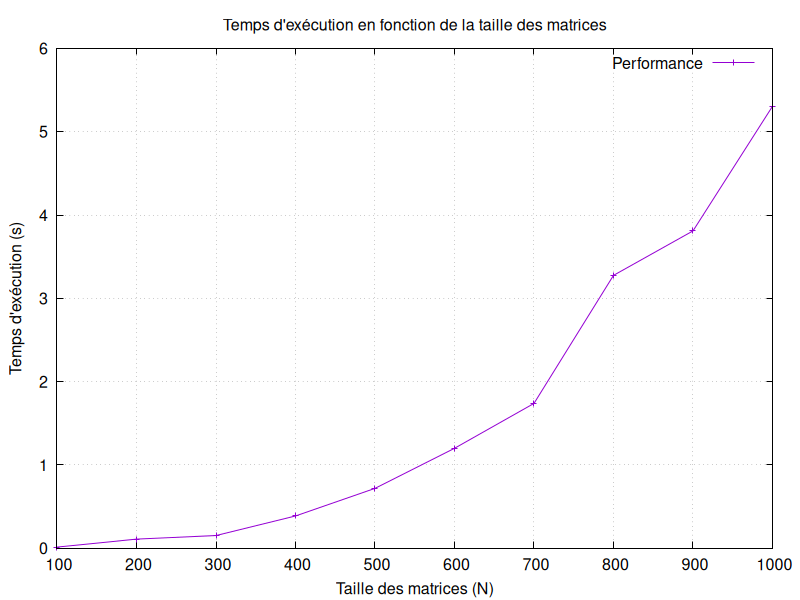 Temps d'exécution en fonction de la taille des matrices
Performance
6
5
4
3
2
1
0
Temps d'exécution (s)
100 200 300 400 500 600 700 800 900 1000
Taille des matrices (N)